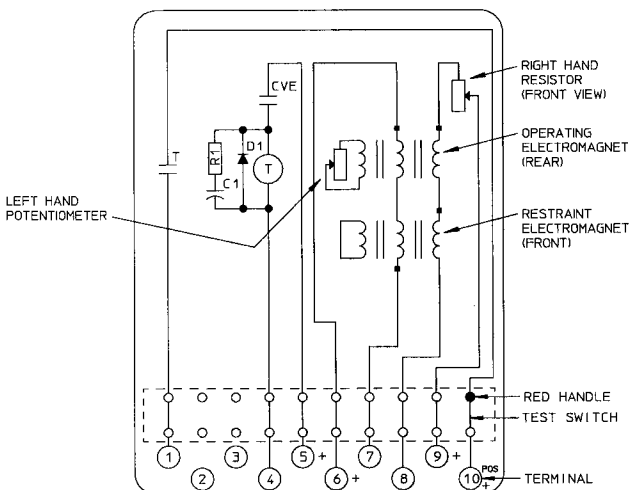 CVE
T
R1
D1
T
C1
RIGHT HAND
RESISTOR
(FRONT VIEW)
OPERATING
ELECTROMAGNET
(REAR)
LEFT HAND
POTENTIOMETER
RESTRAINT
ELECTROMAGNET
(FRONT)
RED HANDLE
TEST SWITCH
1
2
3
4
5 +
6 +
7
8
9 +
10 POS +
TERMINAL